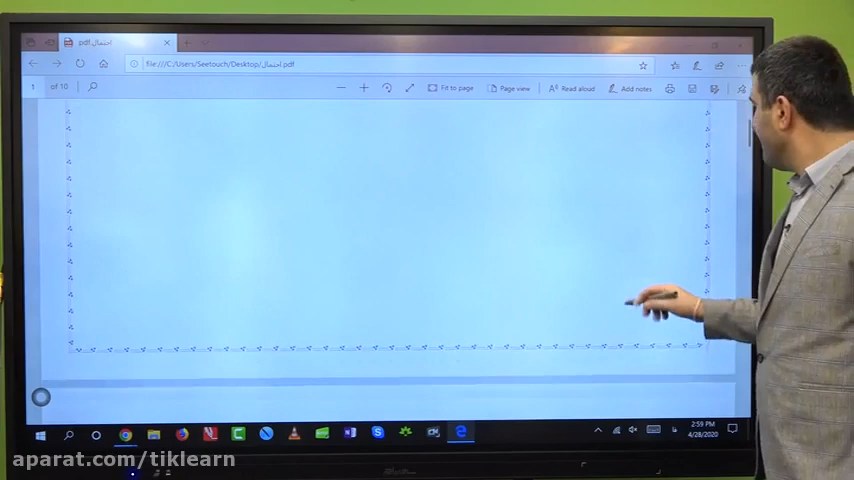 احتمال.pdf
file:///C:/Users/Seetouch/Desktop/احتمال.pdf
1 of 10
Fit to page
Page view
Read aloud
Add notes
2:59 PM
4/28/2020
aparat.com/tiklearn